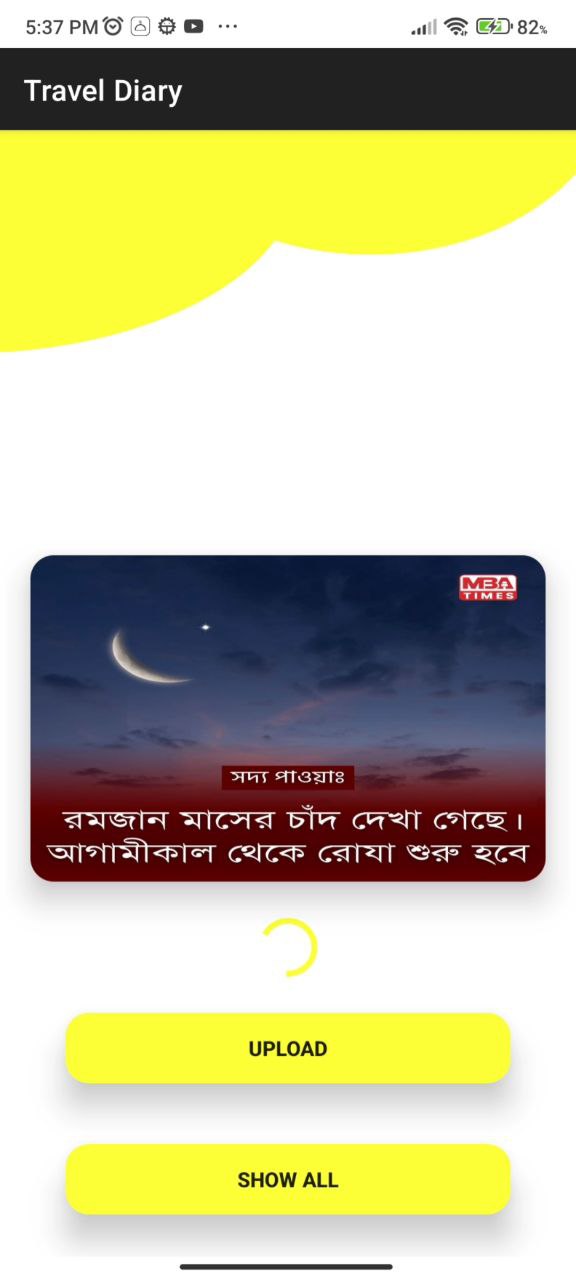 5:37 PM
82%
Travel Diary
MBA
TIMES
সদ্য পাওয়াঃ
রমজান মাসের চাঁদ দেখা গেছে।
আগামীকাল থেকে রোযা শুরু হবে
UPLOAD
SHOW ALL